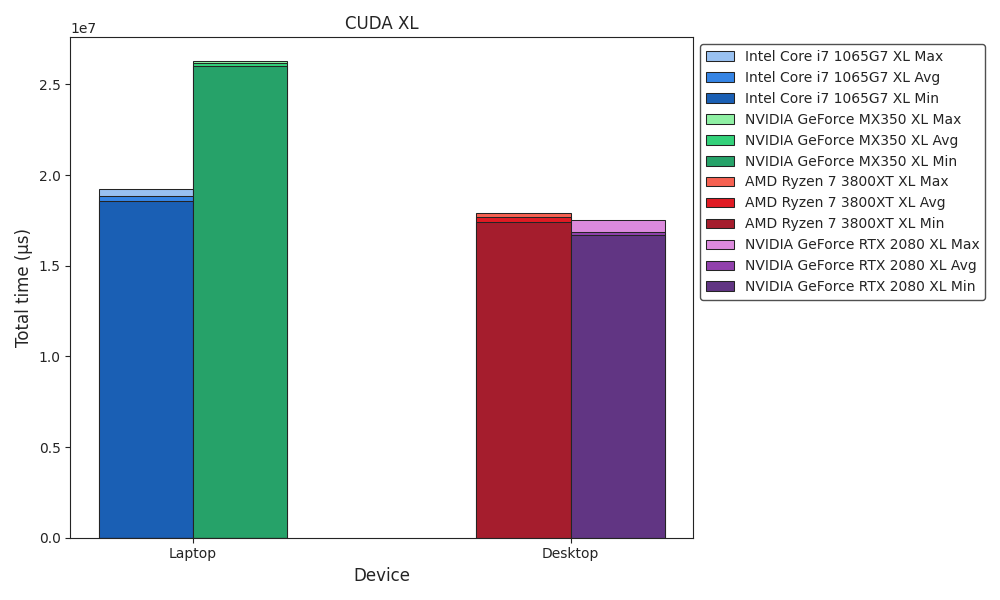 CUDA XL
1e7
2.5
2.0
1.5
1.0
0.5
0.0
Total time (µs)
Laptop
Desktop
Device
Intel Core i7 1065G7 XL Max
Intel Core i7 1065G7 XL Avg
Intel Core i7 1065G7 XL Min
NVIDIA GeForce MX350 XL Max
NVIDIA GeForce MX350 XL Avg
NVIDIA GeForce MX350 XL Min
AMD Ryzen 7 3800XT XL Max
AMD Ryzen 7 3800XT XL Avg
AMD Ryzen 7 3800XT XL Min
NVIDIA GeForce RTX 2080 XL Max
NVIDIA GeForce RTX 2080 XL Avg
NVIDIA GeForce RTX 2080 XL Min